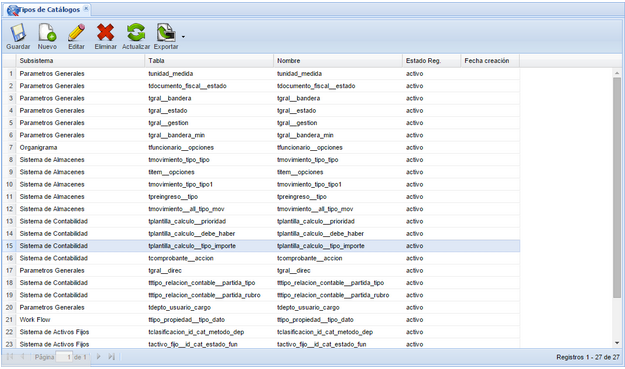 Tipos de Catálogos
Guardar Nuevo Editar Eliminar Actualizar Exportar
Subsistema Tabla Nombre Estado Reg. Fecha creación
1 Parametros Generales tunidad_medida tunidad_medida activo
2 Parametros Generales tdocumento_fiscal__estado tdocumento_fiscal__estado activo
3 Parametros Generales tgral__bandera tgral__bandera activo
4 Parametros Generales tgral__estado tgral__estado activo
5 Parametros Generales tgral__gestion tgral__gestion activo
6 Parametros Generales tgral__bandera_min tgral__bandera_min activo
7 Organigrama tfuncionario__opciones tfuncionario__opciones activo
8 Sistema de Almacenes tmovimiento_tipo_tipo tmovimiento_tipo_tipo activo
9 Sistema de Almacenes titem__opciones titem__opciones activo
10 Sistema de Almacenes tmovimiento_tipo_tipo1 tmovimiento_tipo_tipo1 activo
11 Sistema de Almacenes tpreingreso__tipo tpreingreso__tipo activo
12 Sistema de Almacenes tmovimiento__all_tipo_mov tmovimiento__all_tipo_mov activo
13 Sistema de Contabilidad tplantilla_calculo__prioridad tplantilla_calculo__prioridad activo
14 Sistema de Contabilidad tplantilla_calculo__debe_haber tplantilla_calculo__debe_haber activo
15 Sistema de Contabilidad tplantilla_calculo__tipo_importe tplantilla_calculo__tipo_importe activo
16 Sistema de Contabilidad tcomprobante__accion tcomprobante__accion activo
17 Parametros Generales tgral__direc tgral__direc activo
18 Sistema de Contabilidad tttipo_relacion_contable__partida_tipo tttipo_relacion_contable__partida_tipo activo
19 Sistema de Contabilidad tttipo_relacion_contable__partida_rubro tttipo_relacion_contable__partida_rubro activo
20 Parametros Generales tdepto_usuario_cargo tdepto_usuario_cargo activo
21 Work Flow ttipo_propiedad__tipo_dato ttipo_propiedad__tipo_dato activo
22 Sistema de Activos Fijos tclasificacion_id_cat_metodo_dep tclasificacion_id_cat_metodo_dep activo
23 Sistema de Activos Fijos tactivo_fijo__id_cat_estado_fun tactivo_fijo__id_cat_estado_fun activo
Página 1 de 1 Registros 1 - 27 de 27